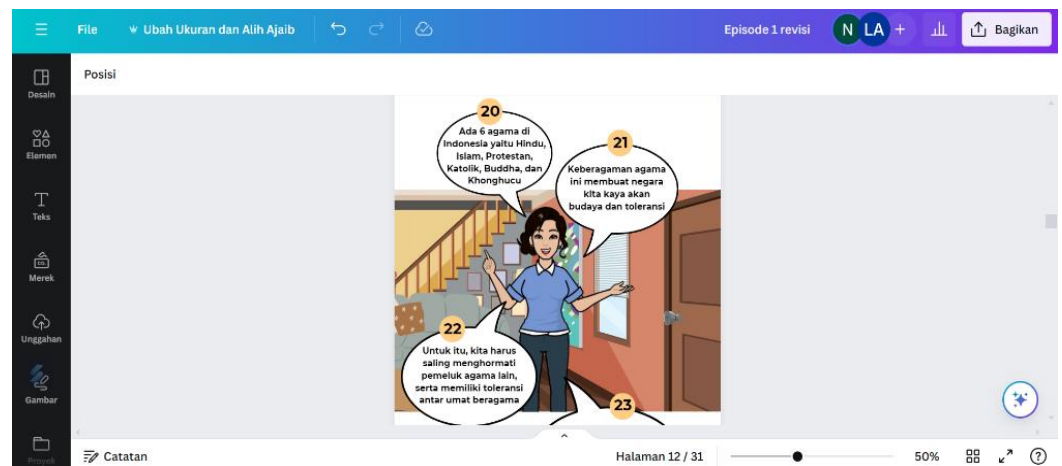 File
Ubah Ukuran dan Alih Ajaib
Episode 1 revisi
N
LA
+
Bagikan
Posisi
Desain
Elemen
Teks
Merek
Unggahan
Gambar
Proyek
20
Ada 6 agama di
Indonesia yaitu Hindu,
Islam, Protestan,
Katolik, Buddha, dan
Khonghucu
21
Keberagaman agama
ini membuat negara
kita kaya akan
budaya dan toleransi
22
Untuk itu, kita harus
saling menghormati
pemeluk agama lain,
serta memiliki toleransi
antar umat beragama
23
Catatan
Halaman 12 / 31
50%